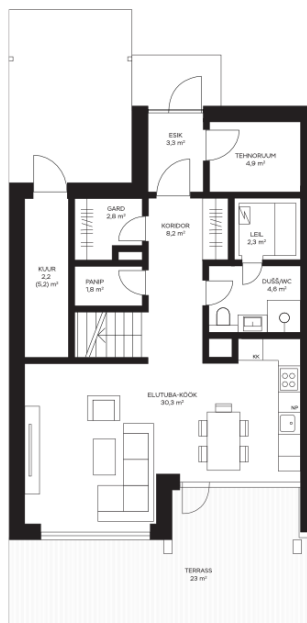 ESIK
3,3 m²
TEHNORUUM
4,9 m²
GARD
2,8 m²
KORIDOR
8,2 m²
LEIL
2,3 m²
KUUR
2,2
(5,2) m²
PANIP
1,8 m²
DUŠŠ/WC
4,6 m²
KK
ELUTUBA-KÖÖK
30,3 m²
NP
TERRASS
23 m²